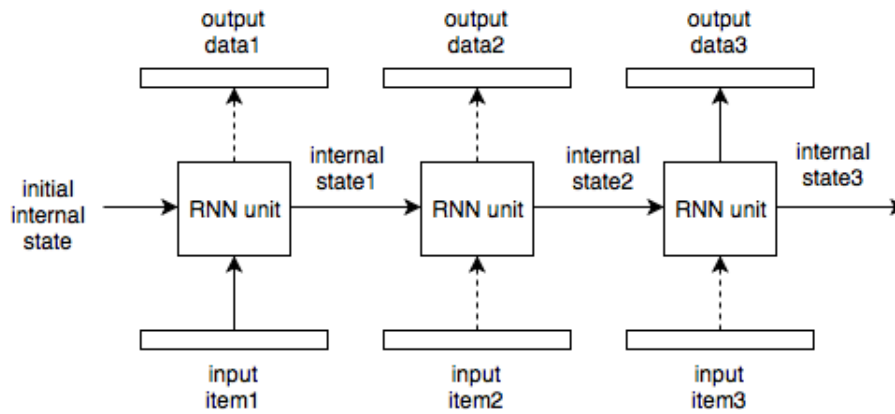 output
data1
output
data2
output
data3
internal
state1
internal
state2
internal
state3
initial
internal
state
RNN unit
RNN unit
RNN unit
input
item1
input
item2
input
item3